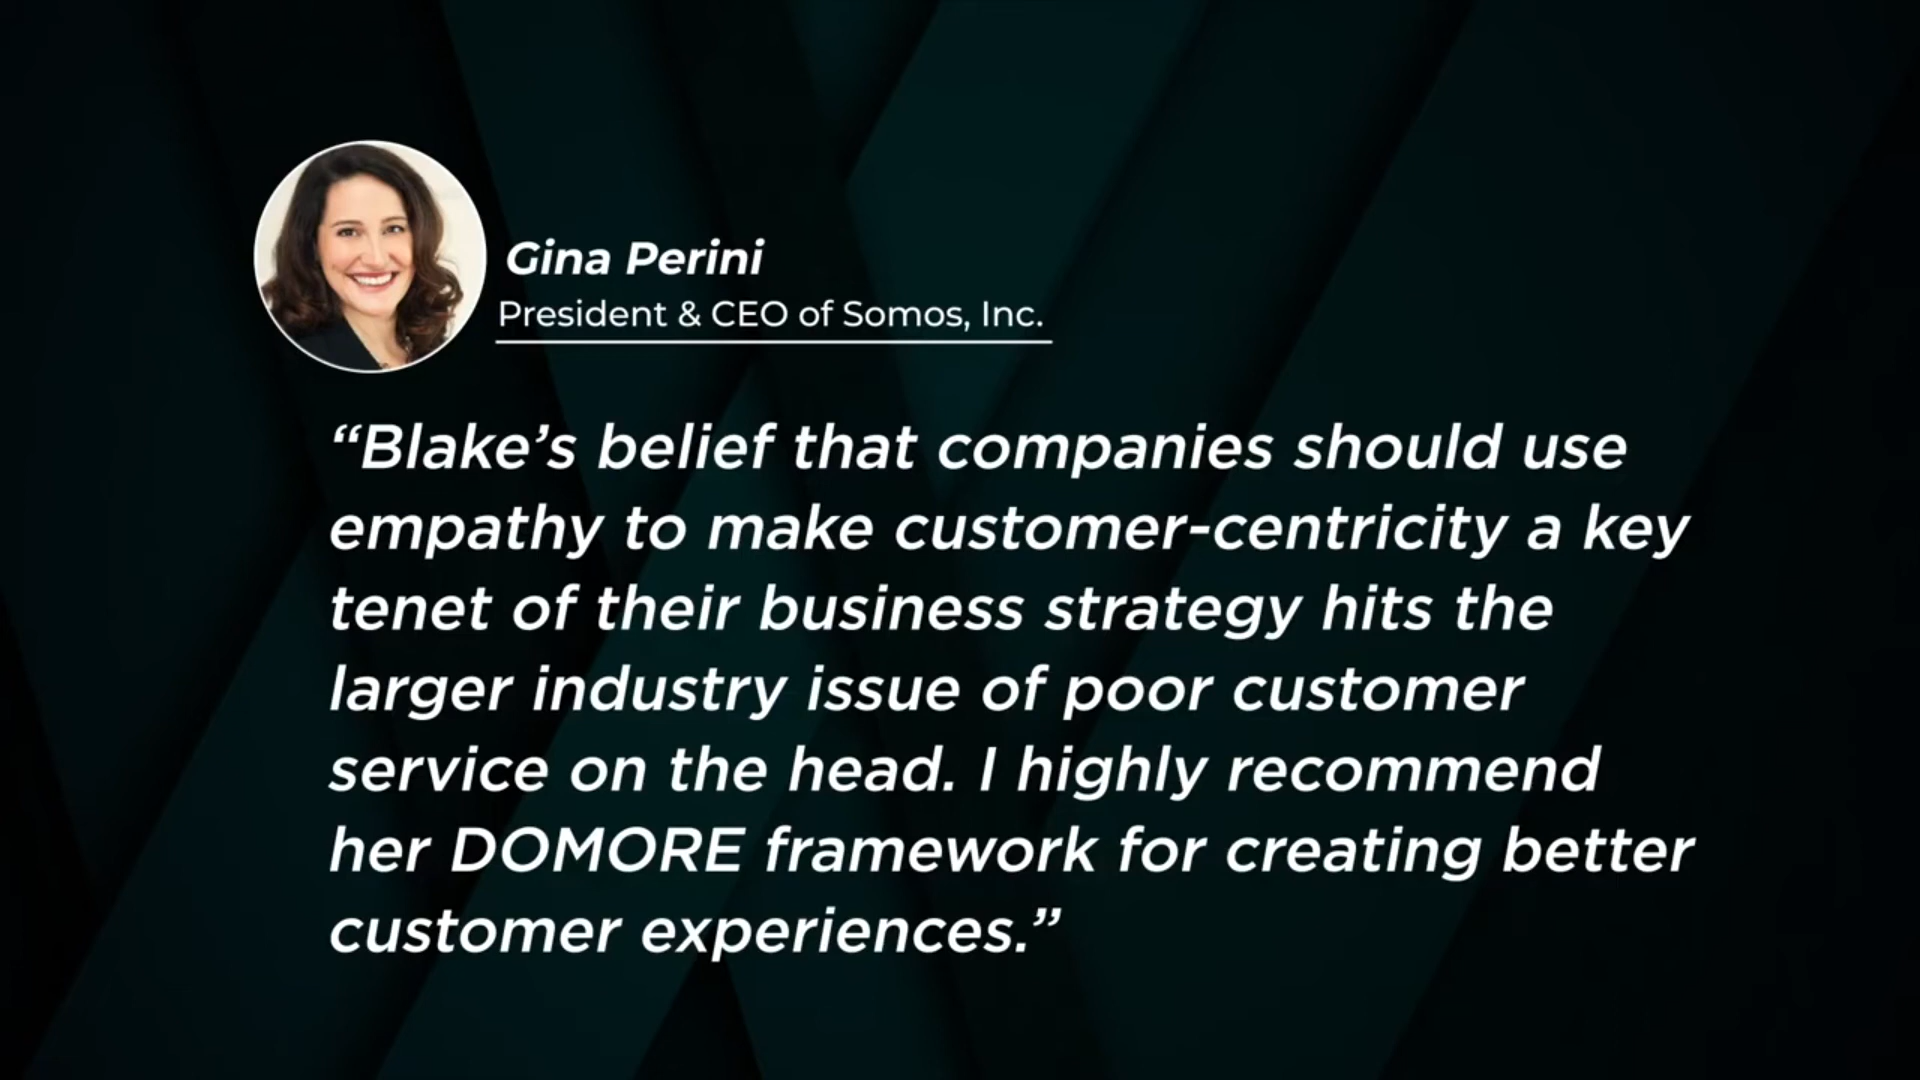 Gina Perini
President & CEO of Somos, Inc.
“Blake’s belief that companies should use
empathy to make customer-centricity a key
tenet of their business strategy hits the
larger industry issue of poor customer
service on the head. I highly recommend
her DOMORE framework for creating better
customer experiences.”